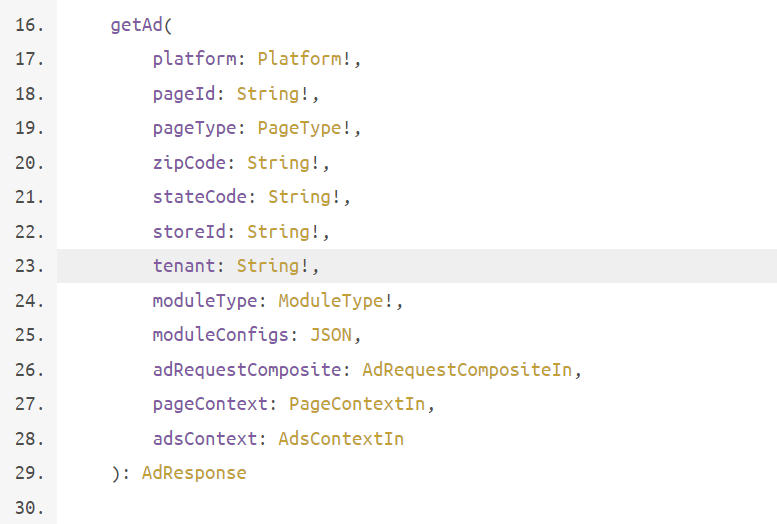 16. getAd(
17. platform: Platform!,
18. pageId: String!,
19. pageType: PageType!,
20. zipCode: String!,
21. stateCode: String!,
22. storeId: String!,
23. tenant: String!,
24. moduleType: ModuleType!,
25. moduleConfigs: JSON,
26. adRequestComposite: AdRequestCompositeIn,
27. pageContext: PageContextIn,
28. adsContext: AdsContextIn
29. ): AdResponse
30.